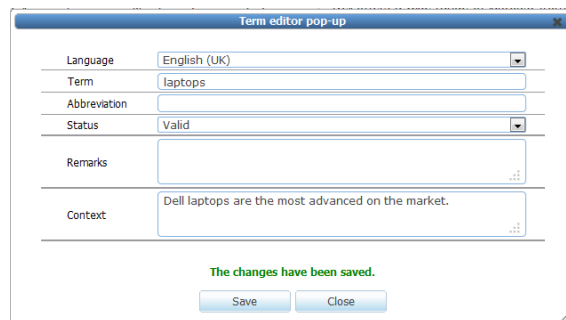 Term editor pop-up
Language English (UK)
Term laptops
Abbreviation
Status Valid
Remarks
Context Dell laptops are the most advanced on the market.
The changes have been saved.
Save Close